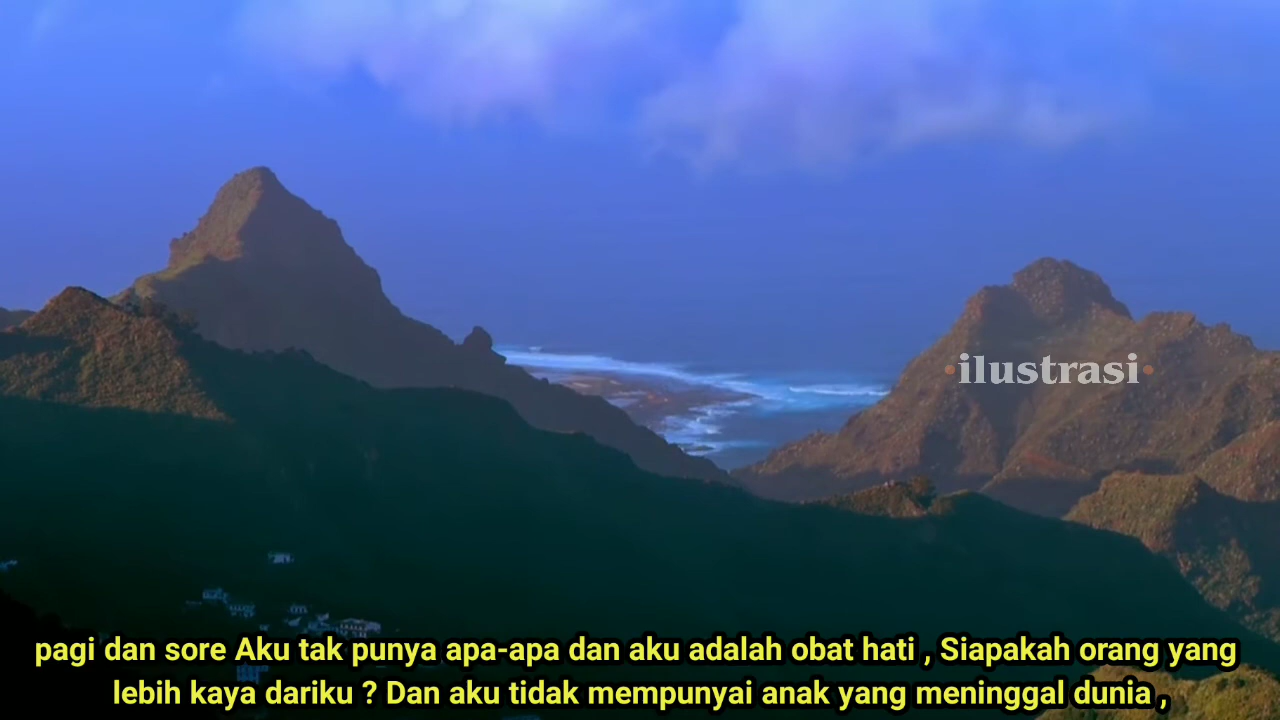 •ilustrasi•
pagi dan sore Aku tak punya apa-apa dan aku adalah obat hati , Siapakah orang yang
lebih kaya dariku ? Dan aku tidak mempunyai anak yang meninggal dunia ,